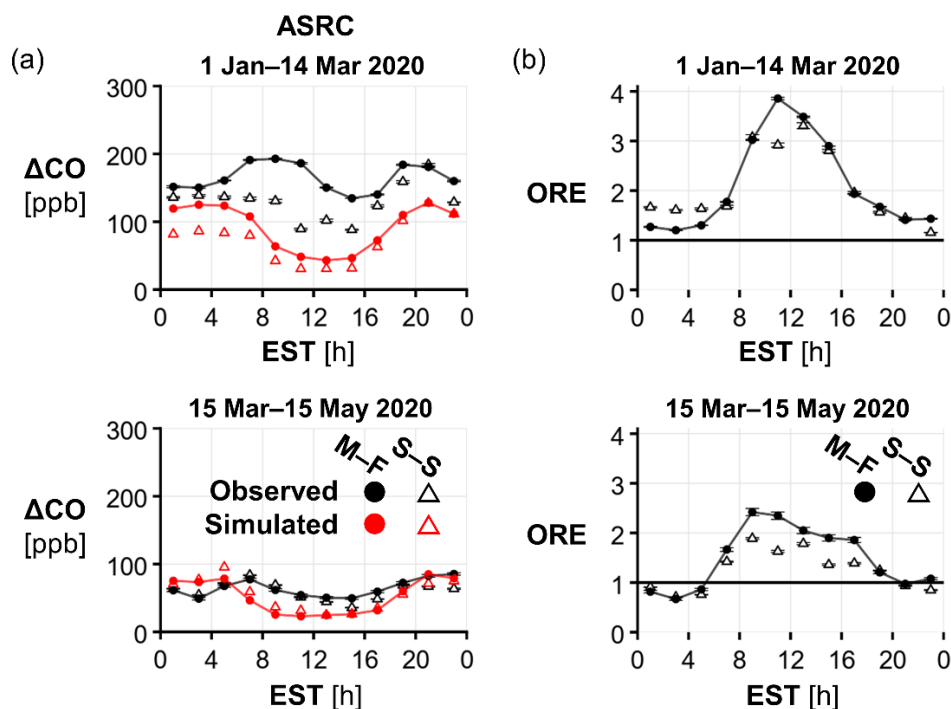 ASRC
(a)
1 Jan–14 Mar 2020
300
200
100
0
ΔCO
[ppb]
0 4 8 12 16 20 0
EST [h]
(b)
1 Jan–14 Mar 2020
4
3
2
1
0
ORE
0 4 8 12 16 20 0
EST [h]
15 Mar–15 May 2020
300
200
100
0
ΔCO
[ppb]
M–F S–S
Observed
Simulated
0 4 8 12 16 20 0
EST [h]
15 Mar–15 May 2020
4
3
2
1
0
ORE
M–F S–S
0 4 8 12 16 20 0
EST [h]